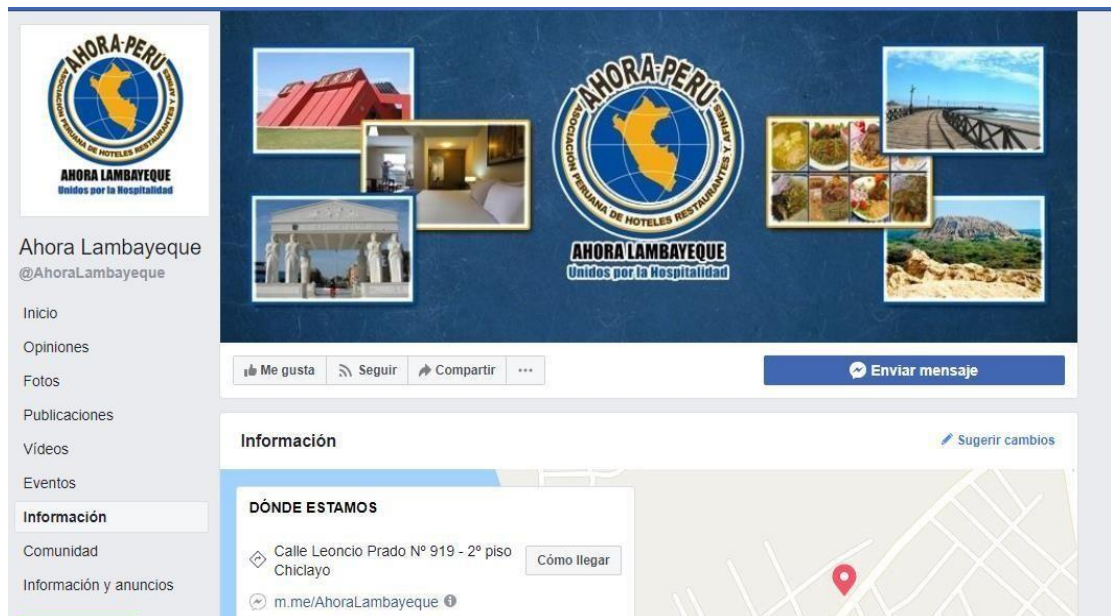 AHORA-PERÚ
ASOCIACION PERUANA DE HOTELES RESTAURANTES Y AFINES
AHORA LAMBAYEQUE
Unidos por la Hospitalidad
AHORA-PERÚ
ASOCIACION PERUANA DE HOTELES RESTAURANTES Y AFINES.
AHORA LAMBAYEQUE
Unidos por la Hospitalidad
Ahora Lambayeque
@AhoraLambayeque
Inicio
Opiniones
Fotos
Publicaciones
Vídeos
Eventos
Información
Comunidad
Información y anuncios
Me gusta
Seguir
Compartir
Enviar mensaje
Información
Sugerir cambios
DÓNDE ESTAMOS
Calle Leoncio Prado Nº 919 - 2º piso
Chiclayo
Cómo llegar
m.me/AhoraLambayeque